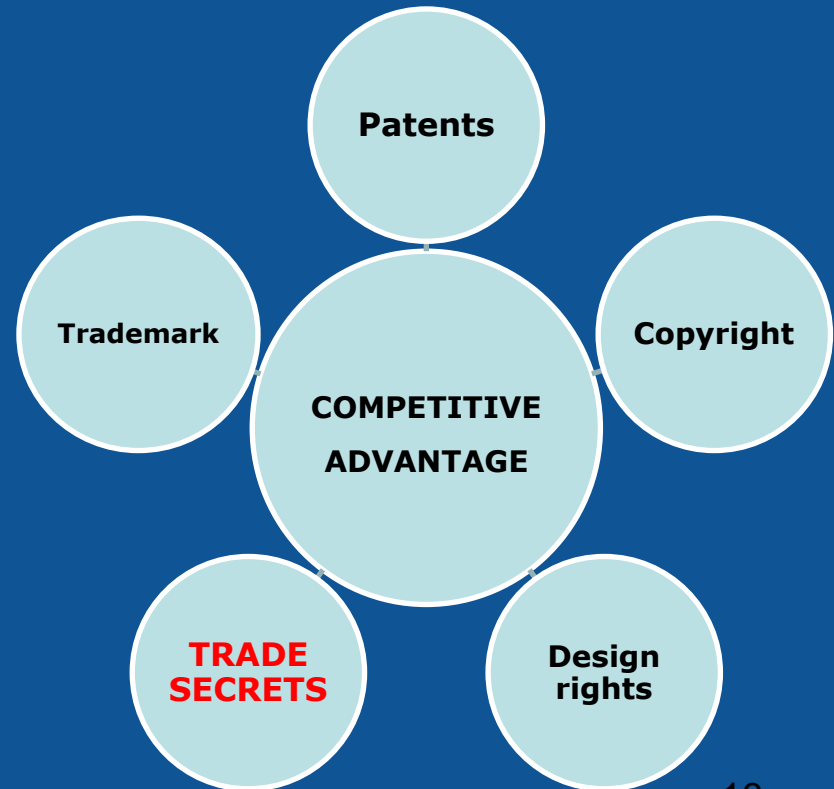 Patents
Trademark
Copyright
COMPETITIVE
ADVANTAGE
TRADE
SECRETS
Design
rights